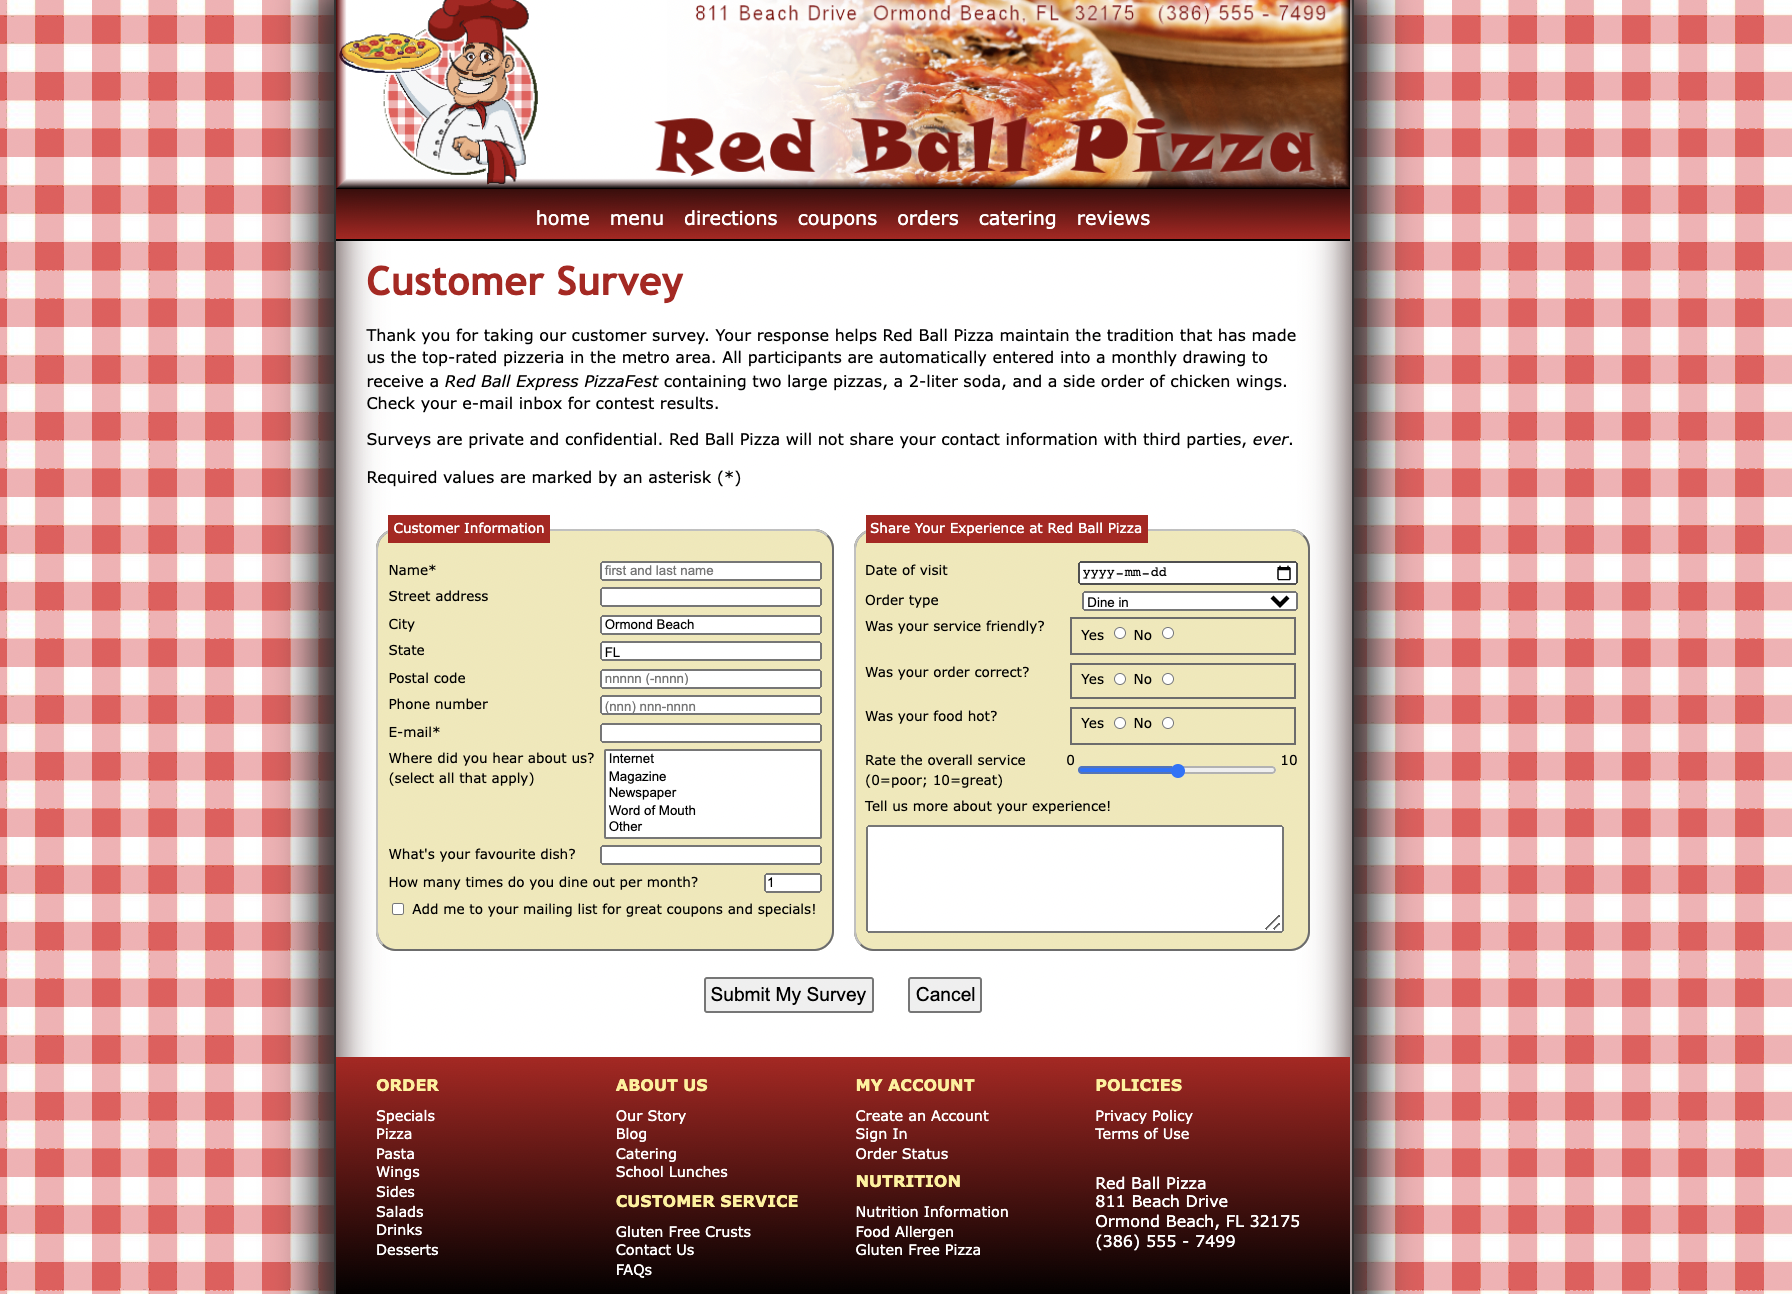 811 Beach Drive Ormond Beach, FL 32175 (386) 555 - 7499
Red Ball Pizza
home menu directions coupons orders catering reviews
Customer Survey
Thank you for taking our customer survey. Your response helps Red Ball Pizza maintain the tradition that has made
us the top-rated pizzeria in the metro area. All participants are automatically entered into a monthly drawing to
receive a Red Ball Express PizzaFest containing two large pizzas, a 2-liter soda, and a side order of chicken wings.
Check your e-mail inbox for contest results.
Surveys are private and confidential. Red Ball Pizza will not share your contact information with third parties, ever.
Required values are marked by an asterisk (*)
Customer Information
Name* first and last name
Street address
City Ormond Beach
State FL
Postal code nnnnn (-nnnn)
Phone number (nnn) nnn-nnnn
E-mail*
Where did you hear about us?
(select all that apply)
Internet
Magazine
Newspaper
Word of Mouth
Other
What's your favourite dish?
How many times do you dine out per month? 1
Add me to your mailing list for great coupons and specials!
Share Your Experience at Red Ball Pizza
Date of visit yyyy-mm-dd
Order type Dine in
Was your service friendly? Yes No
Was your order correct? Yes No
Was your food hot? Yes No
Rate the overall service 0 10
(0=poor; 10=great)
Tell us more about your experience!
Submit My Survey Cancel
ORDER
Specials
Pizza
Pasta
Wings
Sides
Salads
Drinks
Desserts
ABOUT US
Our Story
Blog
Catering
School Lunches
CUSTOMER SERVICE
Gluten Free Crusts
Contact Us
FAQs
MY ACCOUNT
Create an Account
Sign In
Order Status
NUTRITION
Nutrition Information
Food Allergen
Gluten Free Pizza
POLICIES
Privacy Policy
Terms of Use
Red Ball Pizza
811 Beach Drive
Ormond Beach, FL 32175
(386) 555 - 7499